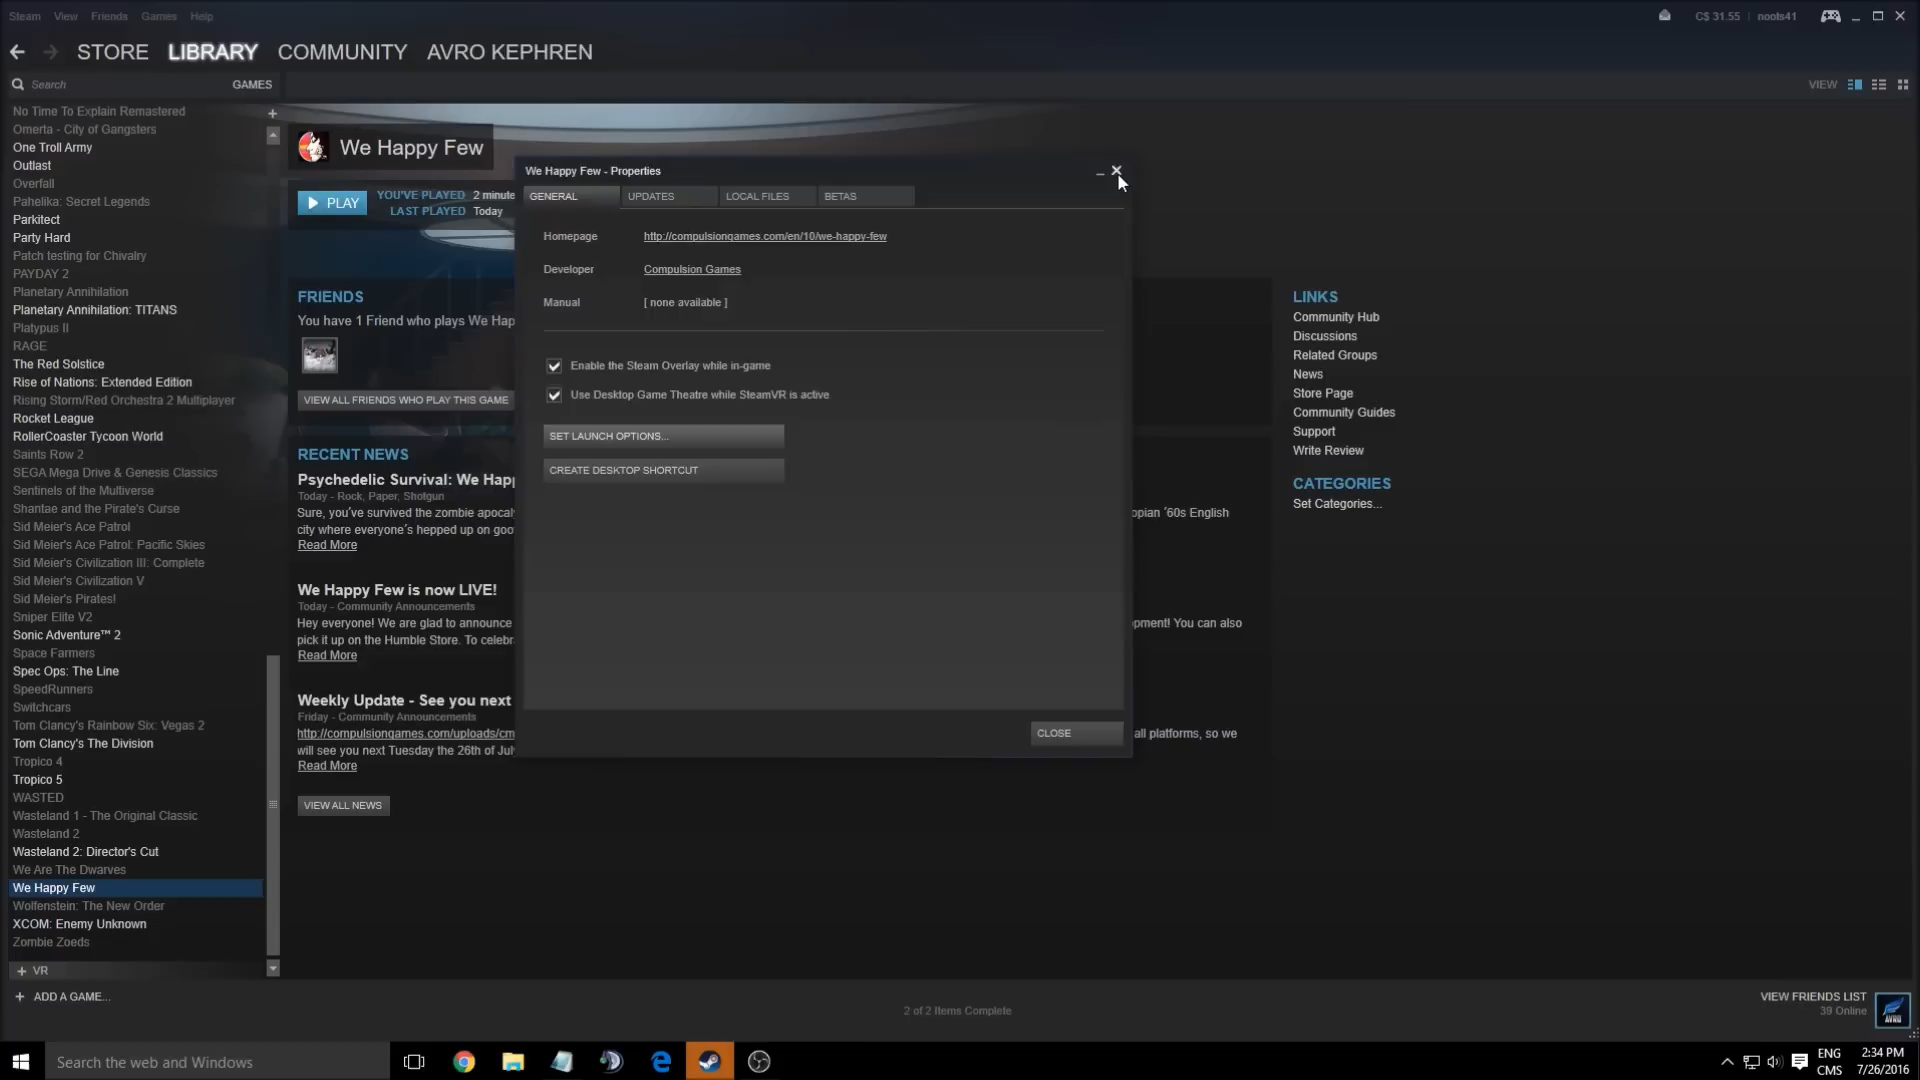 Steam View Friends Games Help
C$ 31.55 | noots41
STORE LIBRARY COMMUNITY AVRO KEPHREN
Search GAMES
VIEW
No Time To Explain Remastered
Omerta - City of Gangsters
One Troll Army
Outlast
Overfall
Pahelika: Secret Legends
Parkitect
Party Hard
Patch testing for Chivalry
PAYDAY 2
Planetary Annihilation
Planetary Annihilation: TITANS
Platypus II
RAGE
The Red Solstice
Rise of Nations: Extended Edition
Rising Storm/Red Orchestra 2 Multiplayer
Rocket League
RollerCoaster Tycoon World
Saints Row 2
SEGA Mega Drive & Genesis Classics
Sentinels of the Multiverse
Shantae and the Pirate's Curse
Sid Meier's Ace Patrol
Sid Meier's Ace Patrol: Pacific Skies
Sid Meier's Civilization III: Complete
Sid Meier's Civilization V
Sid Meier's Pirates!
Sniper Elite V2
Sonic Adventure™ 2
Space Farmers
Spec Ops: The Line
SpeedRunners
Switchcars
Tom Clancy's Rainbow Six: Vegas 2
Tom Clancy's The Division
Tropico 4
Tropico 5
WASTED
Wasteland 1 - The Original Classic
Wasteland 2
Wasteland 2: Director's Cut
We Are The Dwarves
We Happy Few
Wolfenstein: The New Order
XCOM: Enemy Unknown
Zombie Zoeds
+ VR
+ ADD A GAME...
We Happy Few
PLAY
YOU'VE PLAYED 2 minute
LAST PLAYED Today
FRIENDS
You have 1 Friend who plays We Hap
VIEW ALL FRIENDS WHO PLAY THIS GAME
RECENT NEWS
Psychedelic Survival: We Happ
Today - Rock, Paper, Shotgun
Sure, you've survived the zombie apocal
opian '60s English
city where everyone's hepped up on goo
Read More
We Happy Few is now LIVE!
Today - Community Announcements
Hey everyone! We are glad to announce
opment! You can also
pick it up on the Humble Store. To celebr
Read More
Weekly Update - See you next
Friday - Community Announcements
http://compulsiongames.com/uploads/cm
all platforms, so we
will see you next Tuesday the 26th of July
Read More
VIEW ALL NEWS
We Happy Few - Properties
GENERAL UPDATES LOCAL FILES BETAS
Homepage http://compulsiongames.com/en/10/we-happy-few
Developer Compulsion Games
Manual [ none available ]
Enable the Steam Overlay while in-game
Use Desktop Game Theatre while SteamVR is active
SET LAUNCH OPTIONS...
CREATE DESKTOP SHORTCUT
CLOSE
LINKS
Community Hub
Discussions
Related Groups
News
Store Page
Community Guides
Support
Write Review
CATEGORIES
Set Categories...
2 of 2 Items Complete
VIEW FRIENDS LIST
39 Online
Search the web and Windows
ENG
CMS
2:34 PM
7/26/2016